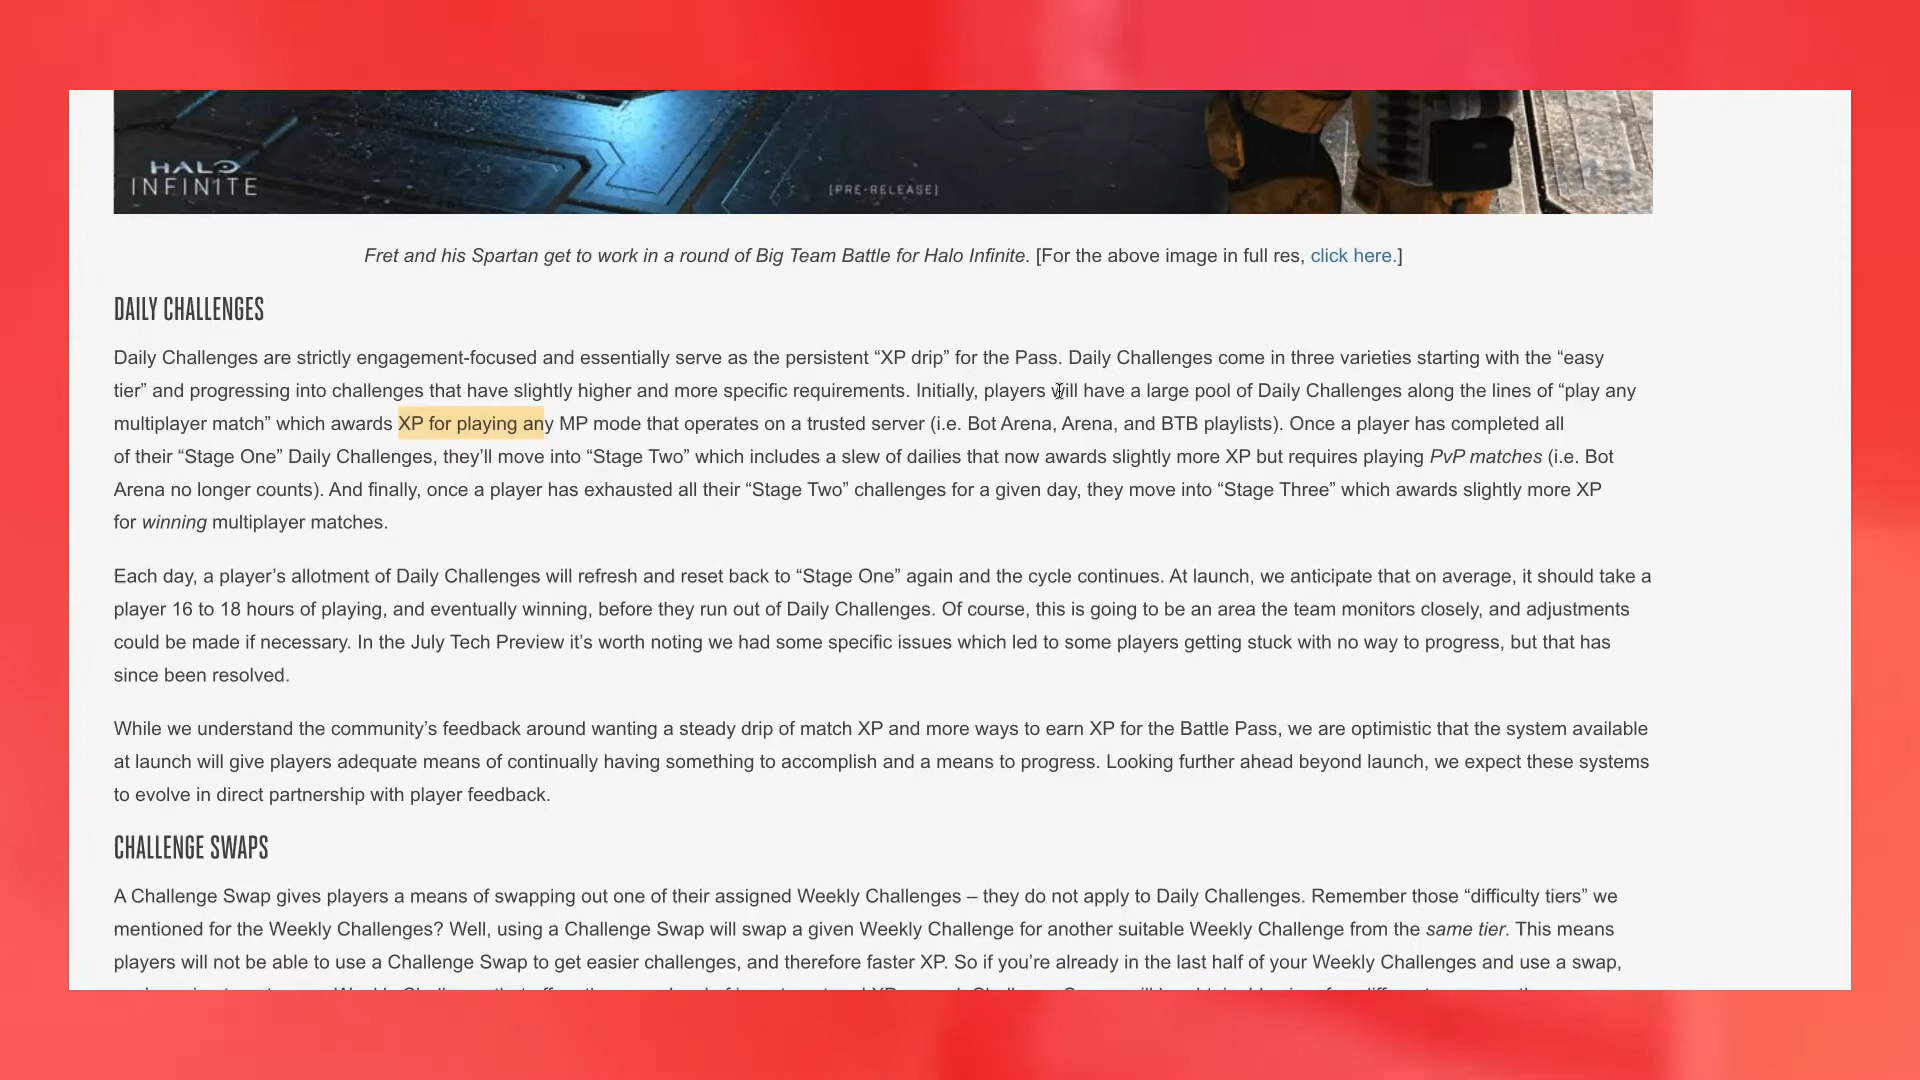 HALO
INFINITE
[PRE-RELEASE]
Fret and his Spartan get to work in a round of Big Team Battle for Halo Infinite. [For the above image in full res, click here.]
DAILY CHALLENGES
Daily Challenges are strictly engagement-focused and essentially serve as the persistent “XP drip” for the Pass. Daily Challenges come in three varieties starting with the “easy
tier” and progressing into challenges that have slightly higher and more specific requirements. Initially, players will have a large pool of Daily Challenges along the lines of “play any
multiplayer match” which awards XP for playing any MP mode that operates on a trusted server (i.e. Bot Arena, Arena, and BTB playlists). Once a player has completed all
of their “Stage One” Daily Challenges, they’ll move into “Stage Two” which includes a slew of dailies that now awards slightly more XP but requires playing PvP matches (i.e. Bot
Arena no longer counts). And finally, once a player has exhausted all their “Stage Two” challenges for a given day, they move into “Stage Three” which awards slightly more XP
for winning multiplayer matches.
Each day, a player’s allotment of Daily Challenges will refresh and reset back to “Stage One” again and the cycle continues. At launch, we anticipate that on average, it should take a
player 16 to 18 hours of playing, and eventually winning, before they run out of Daily Challenges. Of course, this is going to be an area the team monitors closely, and adjustments
could be made if necessary. In the July Tech Preview it’s worth noting we had some specific issues which led to some players getting stuck with no way to progress, but that has
since been resolved.
While we understand the community’s feedback around wanting a steady drip of match XP and more ways to earn XP for the Battle Pass, we are optimistic that the system available
at launch will give players adequate means of continually having something to accomplish and a means to progress. Looking further ahead beyond launch, we expect these systems
to evolve in direct partnership with player feedback.
CHALLENGE SWAPS
A Challenge Swap gives players a means of swapping out one of their assigned Weekly Challenges – they do not apply to Daily Challenges. Remember those “difficulty tiers” we
mentioned for the Weekly Challenges? Well, using a Challenge Swap will swap a given Weekly Challenge for another suitable Weekly Challenge from the same tier. This means
players will not be able to use a Challenge Swap to get easier challenges, and therefore faster XP. So if you’re already in the last half of your Weekly Challenges and use a swap,